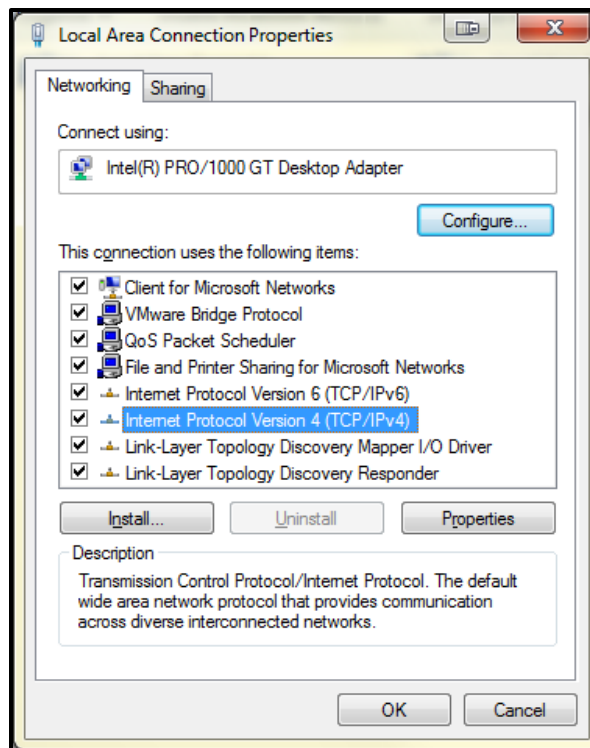 Local Area Connection Properties
X
Networking Sharing
Connect using:
Intel(R) PRO/1000 GT Desktop Adapter
Configure...
This connection uses the following items:
Client for Microsoft Networks
VMware Bridge Protocol
QoS Packet Scheduler
File and Printer Sharing for Microsoft Networks
Internet Protocol Version 6 (TCP/IPv6)
Internet Protocol Version 4 (TCP/IPv4)
Link-Layer Topology Discovery Mapper I/O Driver
Link-Layer Topology Discovery Responder
Install... Uninstall Properties
Description
Transmission Control Protocol/Internet Protocol. The default
wide area network protocol that provides communication
across diverse interconnected networks.
OK Cancel